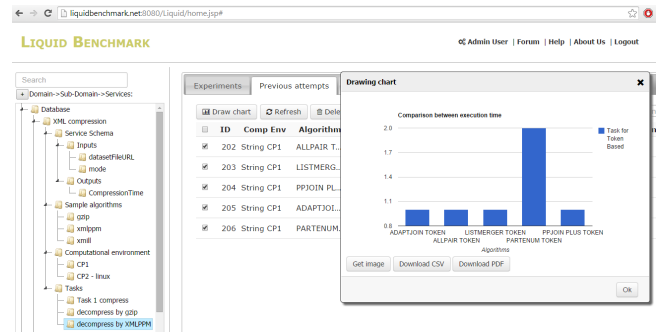 liquidbenchmark.net:8080/Liquid/home.jsp#
LIQUID BENCHMARK
Admin User | Forum | Help | About Us | Logout
Search
Domain->Sub-Domain->Services:
Database
XML compression
Service Schema
Inputs
datasetFileURL
mode
Outputs
CompressionTime
Sample algorithms
gzip
xmlppm
xmill
Computational environment
CP1
CP2 - linux
Tasks
Task 1 compress
decompress by gzip
decompress by XMLPPM
Experiments Previous attempts
Draw chart Refresh Dele
ID Comp Env Algorithm
202 String CP1 ALLPAIR T...
203 String CP1 LISTMERG...
204 String CP1 PPJOIN PL...
205 String CP1 ADAPTJOI...
206 String CP1 PARTENUM...
Drawing chart
Comparison between execution time
2.0
1.7
1.4
1.1
0.8
Task for
Token
Based
ADAPTJOIN TOKEN LISTMERGER TOKEN PPJOIN PLUS TOKEN
ALLPAIR TOKEN PARTENUM TOKEN
Algorithms
Get image Download CSV Download PDF
Ok